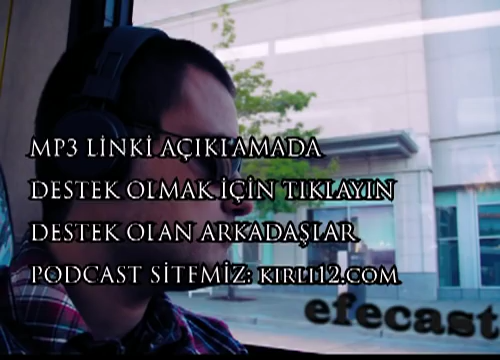 MP3 LİNKİ AÇIKLAMADA
DESTEK OLMAK İÇİN TIKLAYIN
DESTEK OLAN ARKADAŞLAR
PODCAST SİTEMİZ: KIRLI12.COM
efecast